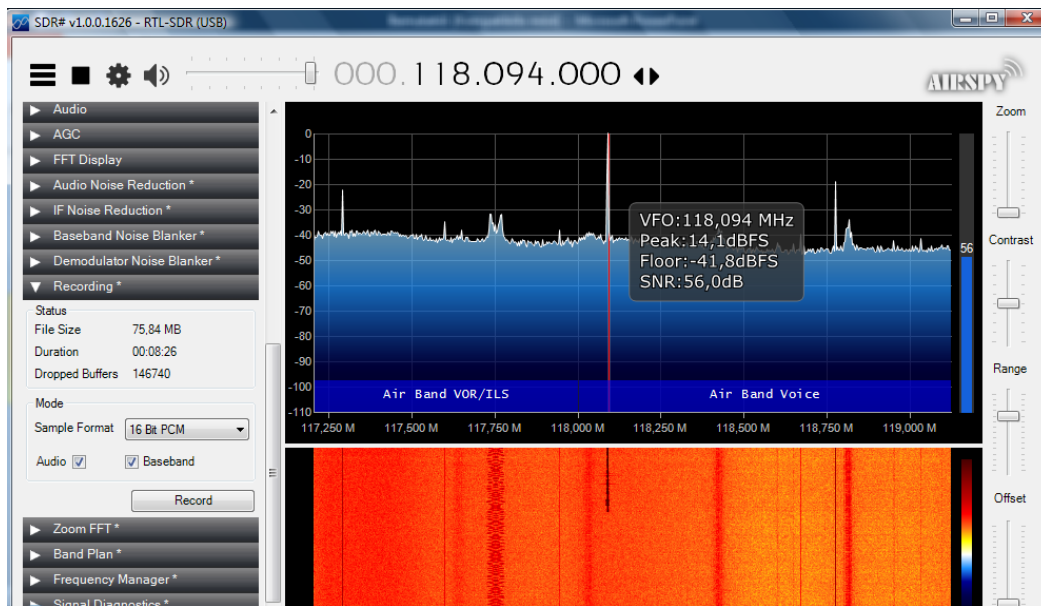 SDR# v1.0.0.1626 - RTL-SDR (USB)
000.118.094.000
AIRSPY
Audio
AGC
FFT Display
Audio Noise Reduction *
IF Noise Reduction *
Baseband Noise Blanker *
Demodulator Noise Blanker *
Recording *
Status
File Size 75,84 MB
Duration 00:08:26
Dropped Buffers 146740
Mode
Sample Format 16 Bit PCM
Audio Baseband
Record
Zoom FFT *
Band Plan *
Frequency Manager *
Signal Diagnostics *
0
-10
-20
-30
-40
-50
-60
-70
-80
-90
-100
-110
VFO:118,094 MHz
Peak:14,1dBFS
Floor:-41,8dBFS
SNR:56,0dB
56
Air Band VOR/ILS Air Band Voice
117,250 M 117,500 M 117,750 M 118,000 M 118,250 M 118,500 M 118,750 M 119,000 M
Zoom
Contrast
Range
Offset